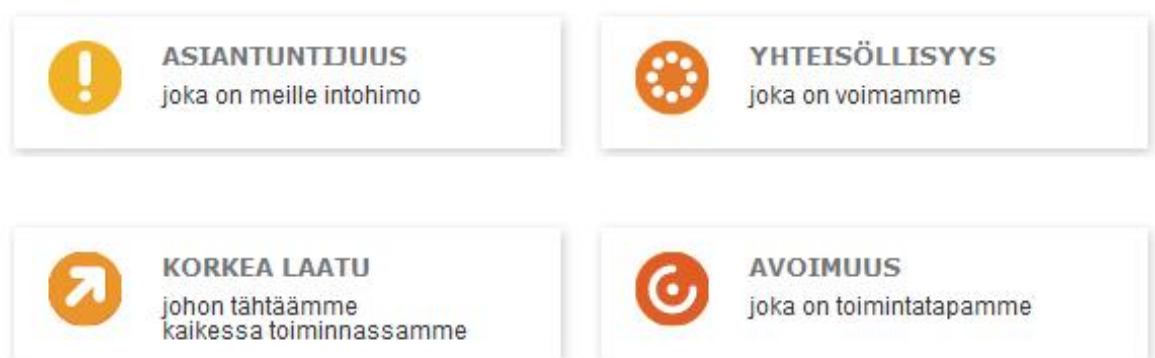 ASIANTUNTIJUUS
joka on meille intohimo
YHTEISÖLLISYYS
joka on voimamme
KORKEA LAATU
johon tähtäämme
kaikessa toiminnassamme
AVOIMUUS
joka on toimintatapamme